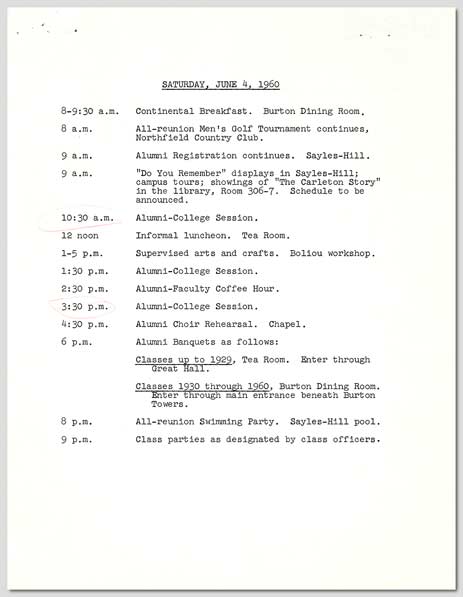 SATURDAY, JUNE 4, 1960
8-9:30 a.m. Continental Breakfast. Burton Dining Room.
8 a.m. All-reunion Men's Golf Tournament continues,
Northfield Country Club.
9 a.m. Alumni Registration continues. Sayles-Hill.
9 a.m. "Do You Remember" displays in Sayles-Hill;
campus tours; showings of "The Carleton Story"
in the library, Room 306-7. Schedule to be
announced.
10:30 a.m. Alumni-College Session.
12 noon Informal luncheon. Tea Room.
1-5 p.m. Supervised arts and crafts. Boliou workshop.
1:30 p.m. Alumni-College Session.
2:30 p.m. Alumni-Faculty Coffee Hour.
3:30 p.m. Alumni-College Session.
4:30 p.m. Alumni Choir Rehearsal. Chapel.
6 p.m. Alumni Banquets as follows:
Classes up to 1929, Tea Room. Enter through
Great Hall.
Classes 1930 through 1960, Burton Dining Room.
Enter through main entrance beneath Burton
Towers.
8 p.m. All-reunion Swimming Party. Sayles-Hill pool.
9 p.m. Class parties as designated by class officers.